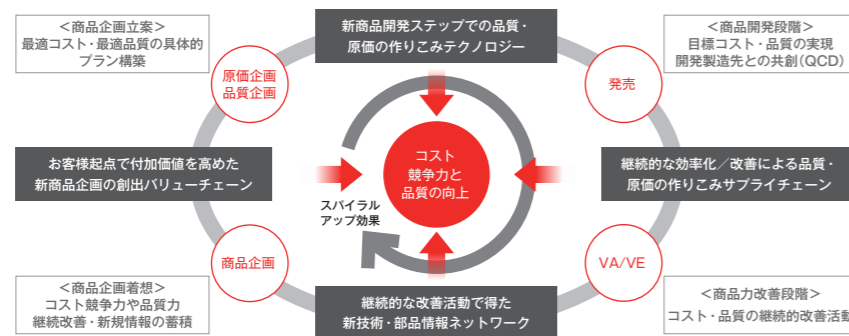 ＜商品企画立案＞
最適コスト・最適品質の具体的
プラン構築
新商品開発ステップでの品質・
原価の作りこみテクノロジー
＜商品開発段階＞
目標コスト・品質の実現
開発製造先との共創(QCD)
原価企画
品質企画
発売
お客様起点で付加価値を高めた
新商品企画の創出バリューチェーン
コスト
競争力と
品質の向上
継続的な効率化／改善による品質・
原価の作りこみサプライチェーン
スパイラル
アップ効果
商品企画
VA/VE
＜商品企画着想＞
コスト競争力や品質力
継続改善・新規情報の蓄積
継続的な改善活動で得た
新技術・部品情報ネットワーク
＜商品力改善段階＞
コスト・品質の継続的改善活動